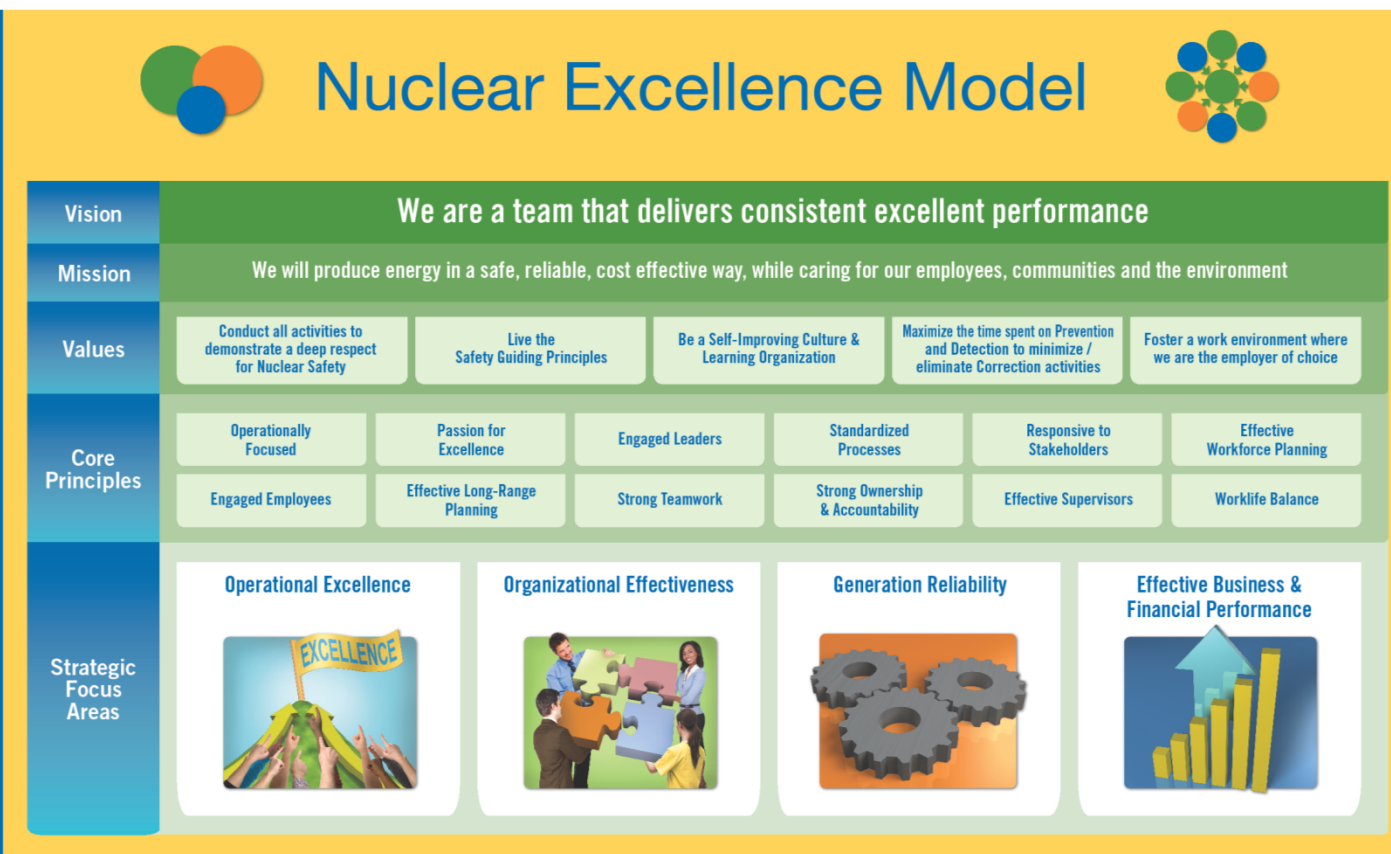 Nuclear Excellence Model
Vision
We are a team that delivers consistent excellent performance
Mission
We will produce energy in a safe, reliable, cost effective way, while caring for our employees, communities and the environment
Values
Conduct all activities to
demonstrate a deep respect
for Nuclear Safety
Live the
Safety Guiding Principles
Be a Self-Improving Culture &
Learning Organization
Maximize the time spent on Prevention
and Detection to minimize /
eliminate Correction activities
Foster a work environment where
we are the employer of choice
Core
Principles
Operationally
Focused
Passion for
Excellence
Engaged Leaders
Standardized
Processes
Responsive to
Stakeholders
Effective
Workforce Planning
Engaged Employees
Effective Long-Range
Planning
Strong Teamwork
Strong Ownership
& Accountability
Effective Supervisors
Worklife Balance
Strategic
Focus
Areas
Operational Excellence
EXCELLENCE
Organizational Effectiveness
Generation Reliability
Effective Business &
Financial Performance